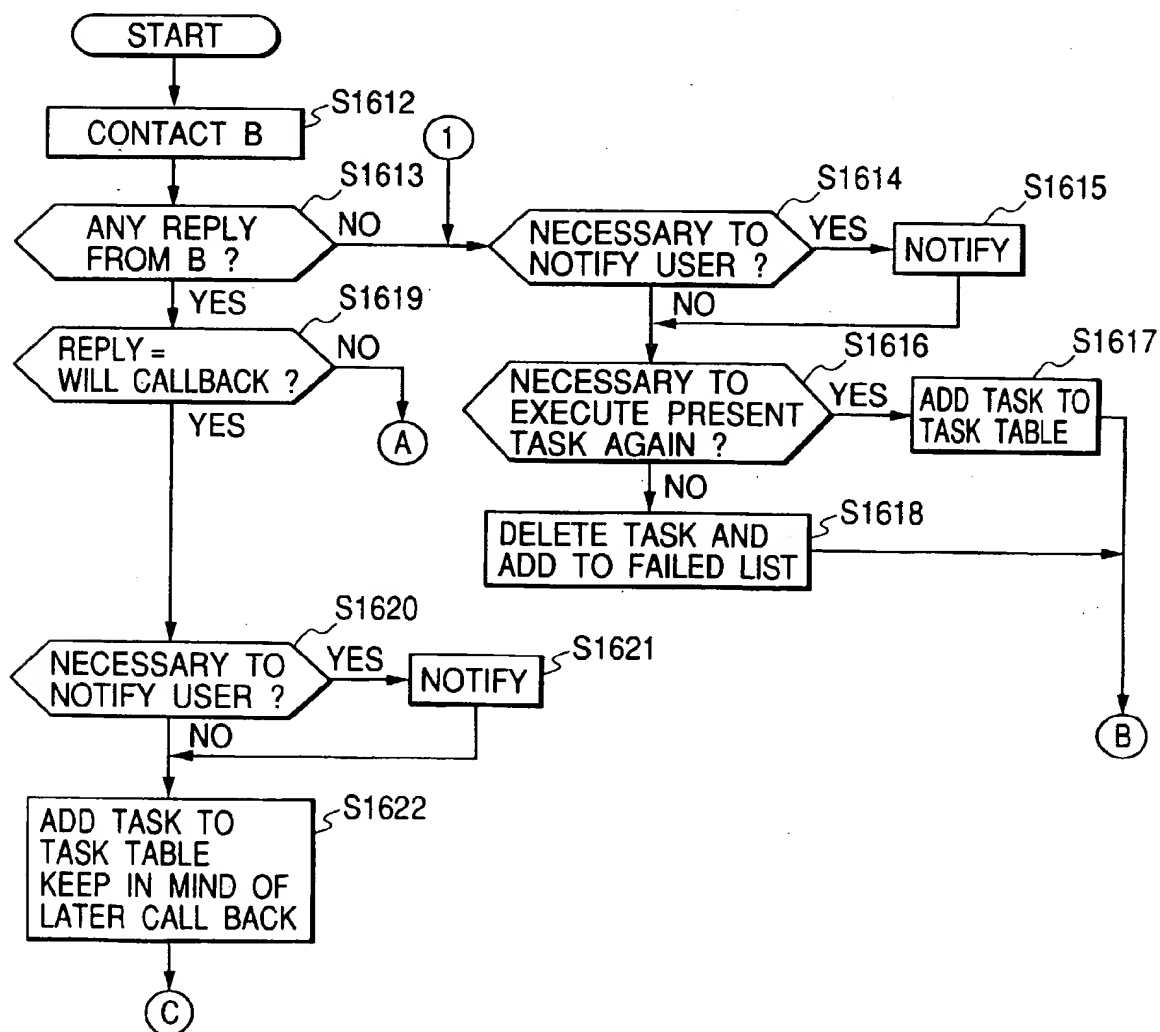 START
S1612
CONTACT B
1
S1613
ANY REPLY
FROM B ?
NO
YES
S1614
NECESSARY TO
NOTIFY USER ?
YES
NO
S1615
NOTIFY
S1619
REPLY =
WILL CALLBACK ?
NO
YES
A
S1616
NECESSARY TO
EXECUTE PRESENT
TASK AGAIN ?
YES
NO
S1617
ADD TASK TO
TASK TABLE
S1618
DELETE TASK AND
ADD TO FAILED LIST
B
S1620
NECESSARY TO
NOTIFY USER ?
YES
NO
S1621
NOTIFY
S1622
ADD TASK TO
TASK TABLE
KEEP IN MIND OF
LATER CALL BACK
C